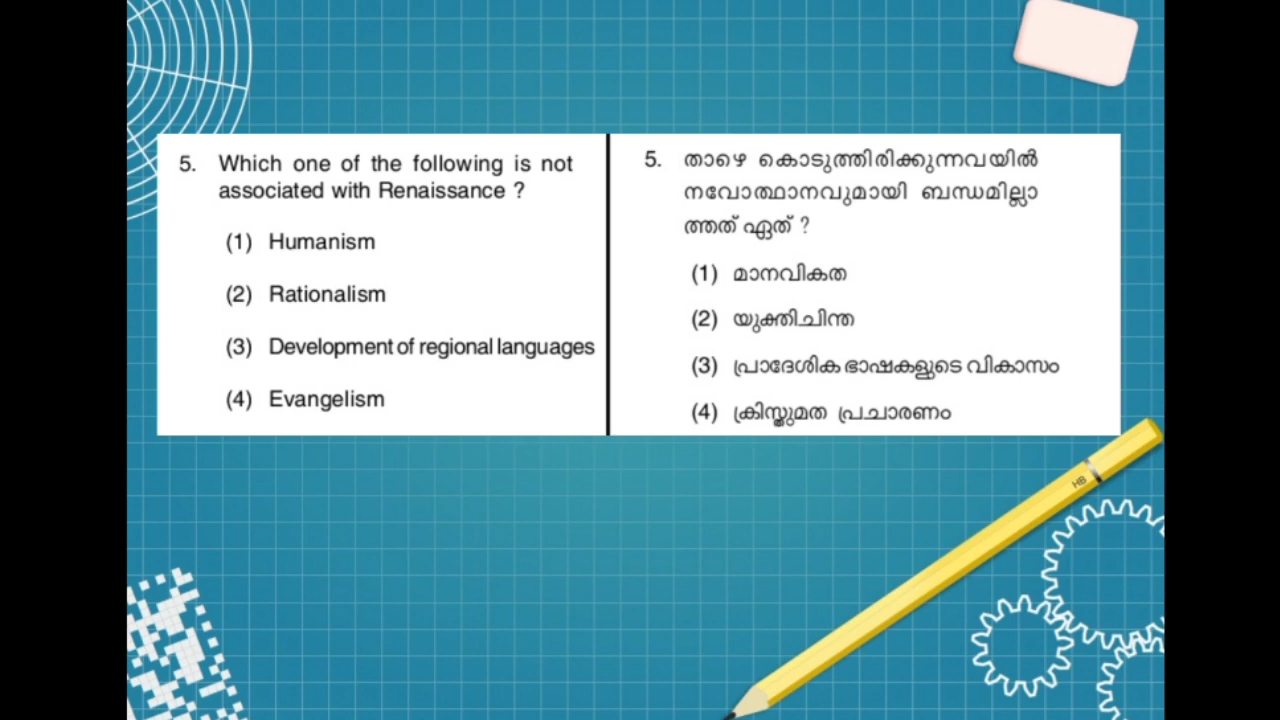 5. Which one of the following is not
associated with Renaissance ?
(1) Humanism
(2) Rationalism
(3) Development of regional languages
(4) Evangelism
5. താഴെ കൊടുത്തിരിക്കുന്നവയിൽ
നവോത്ഥാനവുമായി ബന്ധമില്ലാ
ത്തത് ഏത് ?
(1) മാനവികത
(2) യുക്തിചിന്ത
(3) പ്രാദേശിക ഭാഷകളുടെ വികാസം
(4) ക്രിസ്തുമത പ്രചാരണം
HB